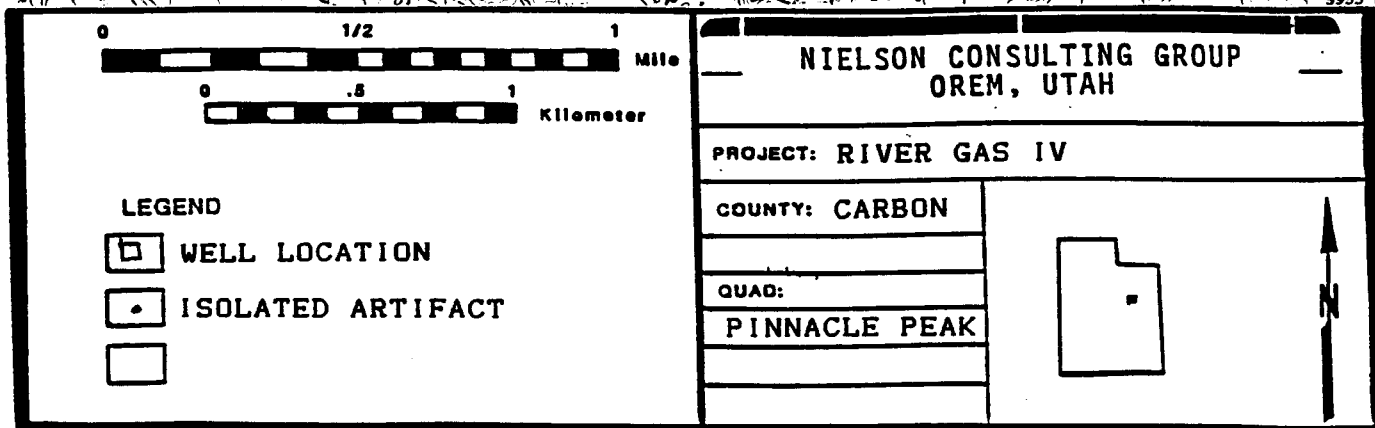 0 1/2 1
Mile
0 .5 1
Kilometer
LEGEND
WELL LOCATION
ISOLATED ARTIFACT
NIELSON CONSULTING GROUP
OREM, UTAH
PROJECT: RIVER GAS IV
COUNTY: CARBON
QUAD:
PINNACLE PEAK
N